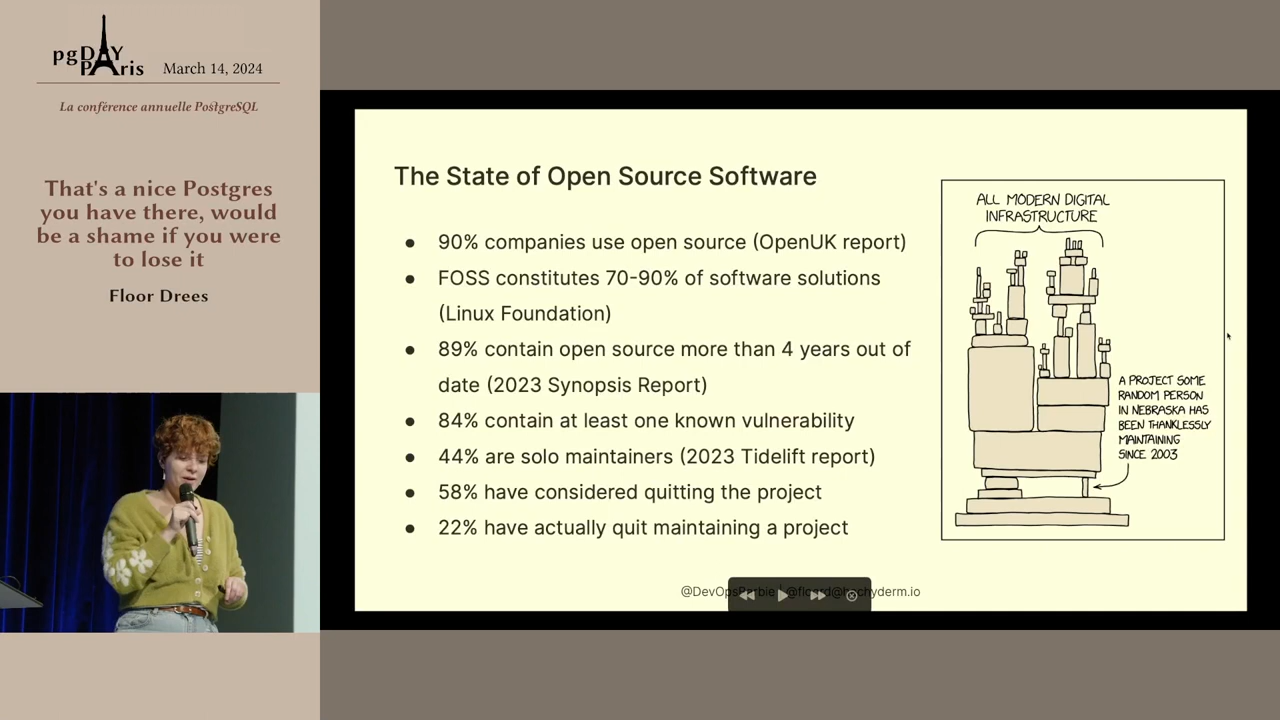 pgDAY
Paris
March 14, 2024
La conférence annuelle PostgreSQL
That's a nice Postgres
you have there, would
be a shame if you were
to lose it
Floor Drees
The State of Open Source Software
● 90% companies use open source (OpenUK report)
● FOSS constitutes 70-90% of software solutions
(Linux Foundation)
● 89% contain open source more than 4 years out of
date (2023 Synopsis Report)
● 84% contain at least one known vulnerability
● 44% are solo maintainers (2023 Tidelift report)
● 58% have considered quitting the project
● 22% have actually quit maintaining a project
ALL MODERN DIGITAL
INFRASTRUCTURE
A PROJECT SOME
RANDOM PERSON
IN NEBRASKA HAS
BEEN THANKLESSLY
MAINTAINING
SINCE 2003